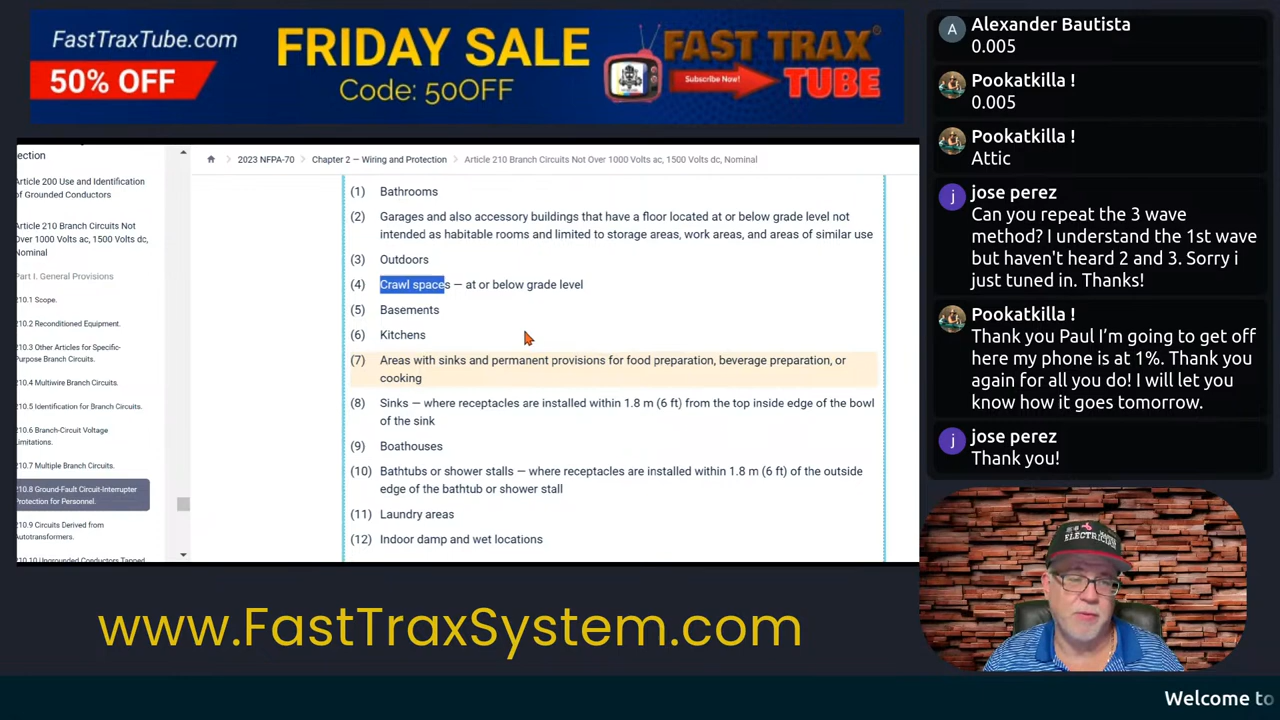 FastTraxTube.com
50% OFF
FRIDAY SALE
Code: 50OFF
FAST TRAX
Subscribe Now!
TUBE
2023 NFPA-70
Chapter 2 — Wiring and Protection
Article 210 Branch Circuits Not Over 1000 Volts ac, 1500 Volts dc, Nominal
ection
Article 200 Use and Identification
of Grounded Conductors
Article 210 Branch Circuits Not
Over 1000 Volts ac, 1500 Volts dc,
Nominal
Part I. General Provisions
210.1 Scope.
210.2 Reconditioned Equipment.
210.3 Other Articles for Specific-
Purpose Branch Circuits.
210.4 Multiwire Branch Circuits.
210.5 Identification for Branch Circuits.
210.6 Branch-Circuit Voltage
Limitations.
210.7 Multiple Branch Circuits.
210.8 Ground-Fault Circuit-Interrupter
Protection for Personnel.
210.9 Circuits Derived from
Autotransformers.
210.10 Ungrounded Conductors Tapped
(1) Bathrooms
(2) Garages and also accessory buildings that have a floor located at or below grade level not
intended as habitable rooms and limited to storage areas, work areas, and areas of similar use
(3) Outdoors
(4) Crawl spaces — at or below grade level
(5) Basements
(6) Kitchens
(7) Areas with sinks and permanent provisions for food preparation, beverage preparation, or
cooking
(8) Sinks — where receptacles are installed within 1.8 m (6 ft) from the top inside edge of the bowl
of the sink
(9) Boathouses
(10) Bathtubs or shower stalls — where receptacles are installed within 1.8 m (6 ft) of the outside
edge of the bathtub or shower stall
(11) Laundry areas
(12) Indoor damp and wet locations
A
Alexander Bautista
0.005
Pookatkilla !
0.005
Pookatkilla !
Attic
j
jose perez
Can you repeat the 3 wave
method? I understand the 1st wave
but haven't heard 2 and 3. Sorry i
just tuned in. Thanks!
Pookatkilla !
Thank you Paul I’m going to get off
here my phone is at 1%. Thank you
again for all you do! I will let you
know how it goes tomorrow.
j
jose perez
Thank you!
ELECTRICIAN
www.FastTraxSystem.com
Welcome to